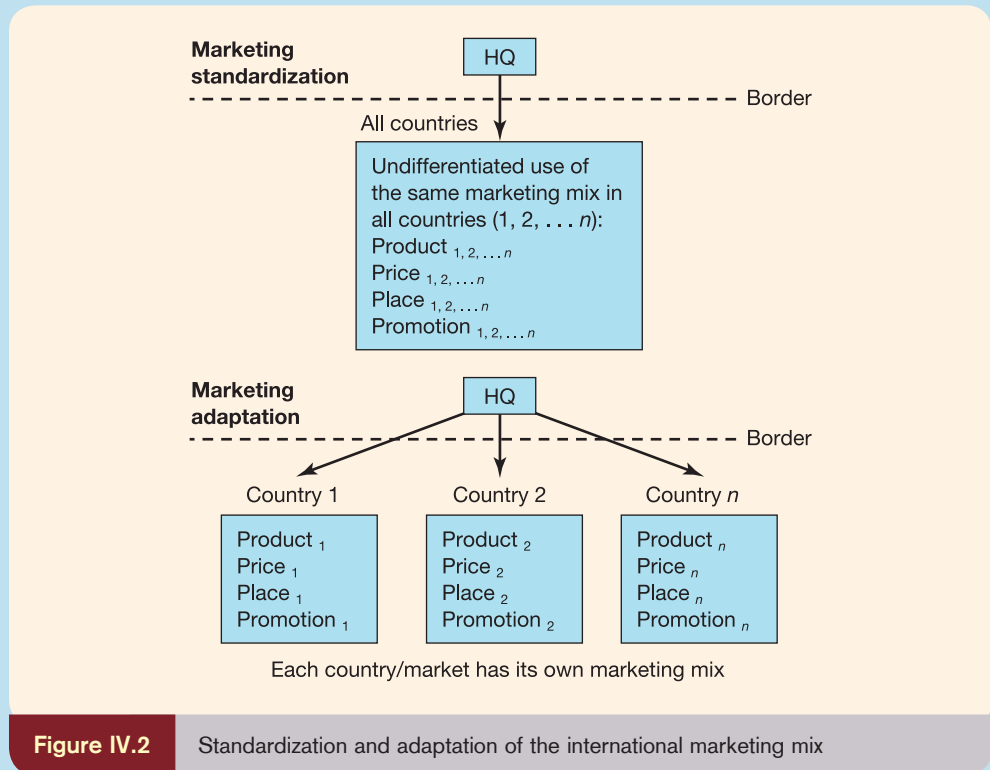 Marketing
standardization
HQ
Border
All countries
Undifferentiated use of
the same marketing mix in
all countries (1, 2, . . . n):
Product 1, 2, . . . n
Price 1, 2, . . . n
Place 1, 2, . . . n
Promotion 1, 2, . . . n
Marketing
adaptation
HQ
Border
Country 1
Product 1
Price 1
Place 1
Promotion 1
Country 2
Product 2
Price 2
Place 2
Promotion 2
Country n
Product n
Price n
Place n
Promotion n
Each country/market has its own marketing mix
Figure IV.2 Standardization and adaptation of the international marketing mix